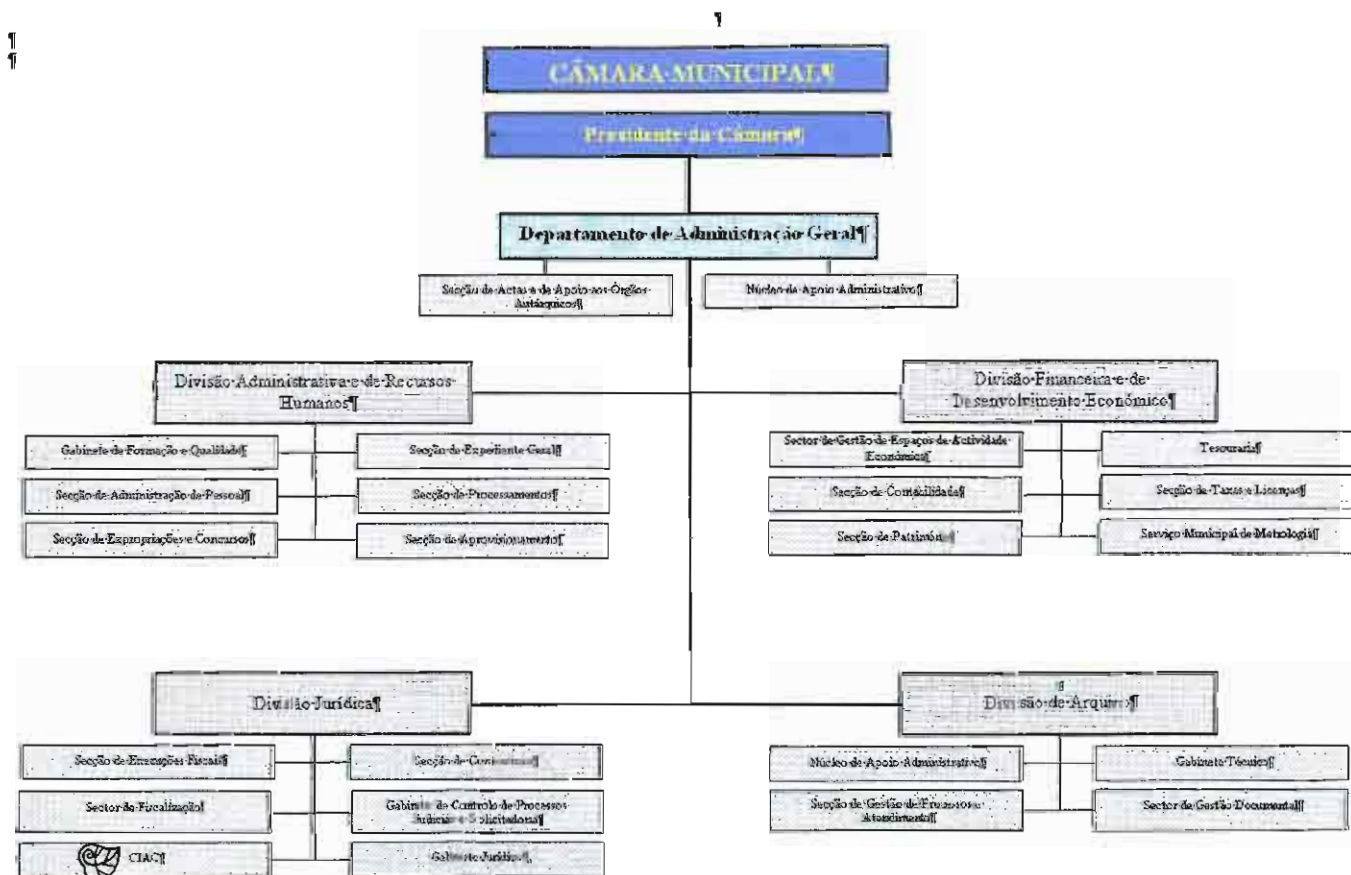 CÂMARA MUNICIPAL
Presidente da Câmara
Departamento de Administração Geral
Secção de Actas e de Apoio aos Órgãos
Autárquicos
Núcleo de Apoio Administrativo
Divisão Administrativa e de Recursos
Humanos
Gabinete de Formação e Qualidade
Secção de Expediente Geral
Secção de Administração de Pessoal
Secção de Processamentos
Secção de Expropriações e Concursos
Secção de Aprovisionamento
Divisão Financeira e de
Desenvolvimento Económico
Sector de Gestão de Espaços de Actividade
Económica
Tesouraria
Secção de Contabilidade
Secção de Taxas e Licenças
Secção de Património
Serviço Municipal de Metrologia
Divisão Jurídica
Secção de Execuções Fiscais
Secção de
Sector de Fiscalização
Gabinete de Controlo de Processos
Judiciais e Solicitadoria
CIAC
Gabinete Jurídico
Divisão de Arquivo
Núcleo de Apoio Administrativo
Gabinete Técnico
Secção de Gestão de Processos e
Atendimento
Sector de Gestão Documental